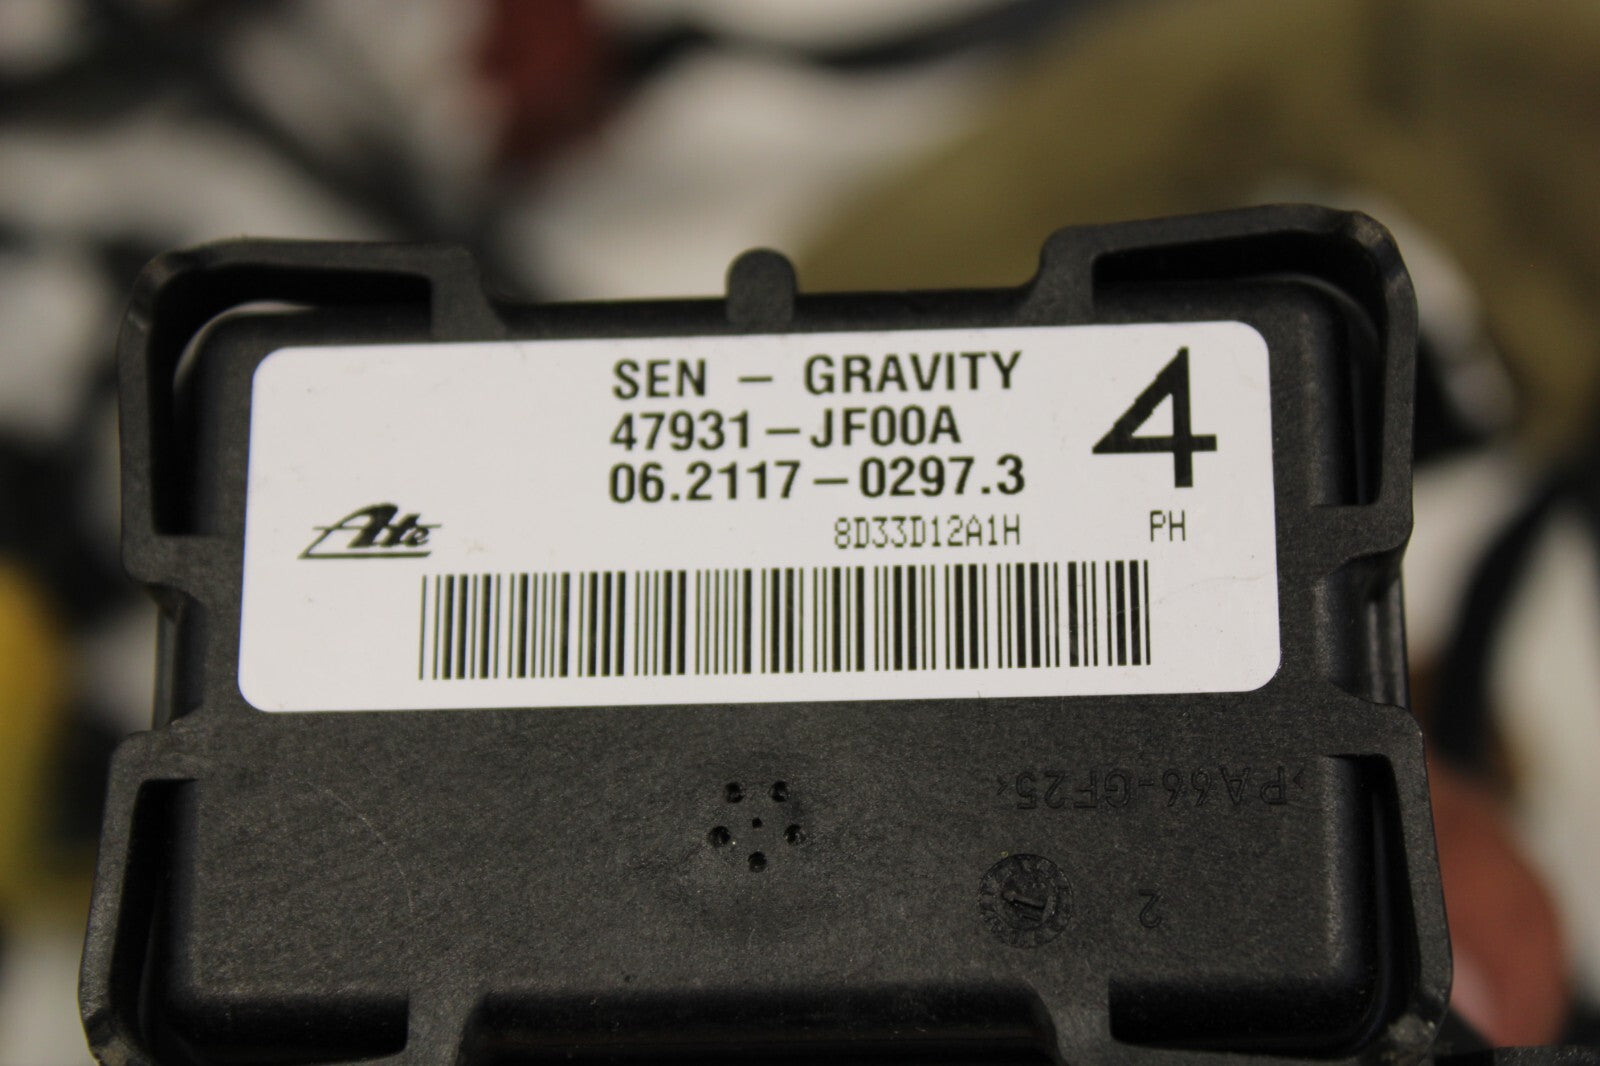 SEN - GRAVITY
47931-JF00A
06.2117-0297.3
4
Ate
8D33D12A1H PH
>PA66-GF25<
2